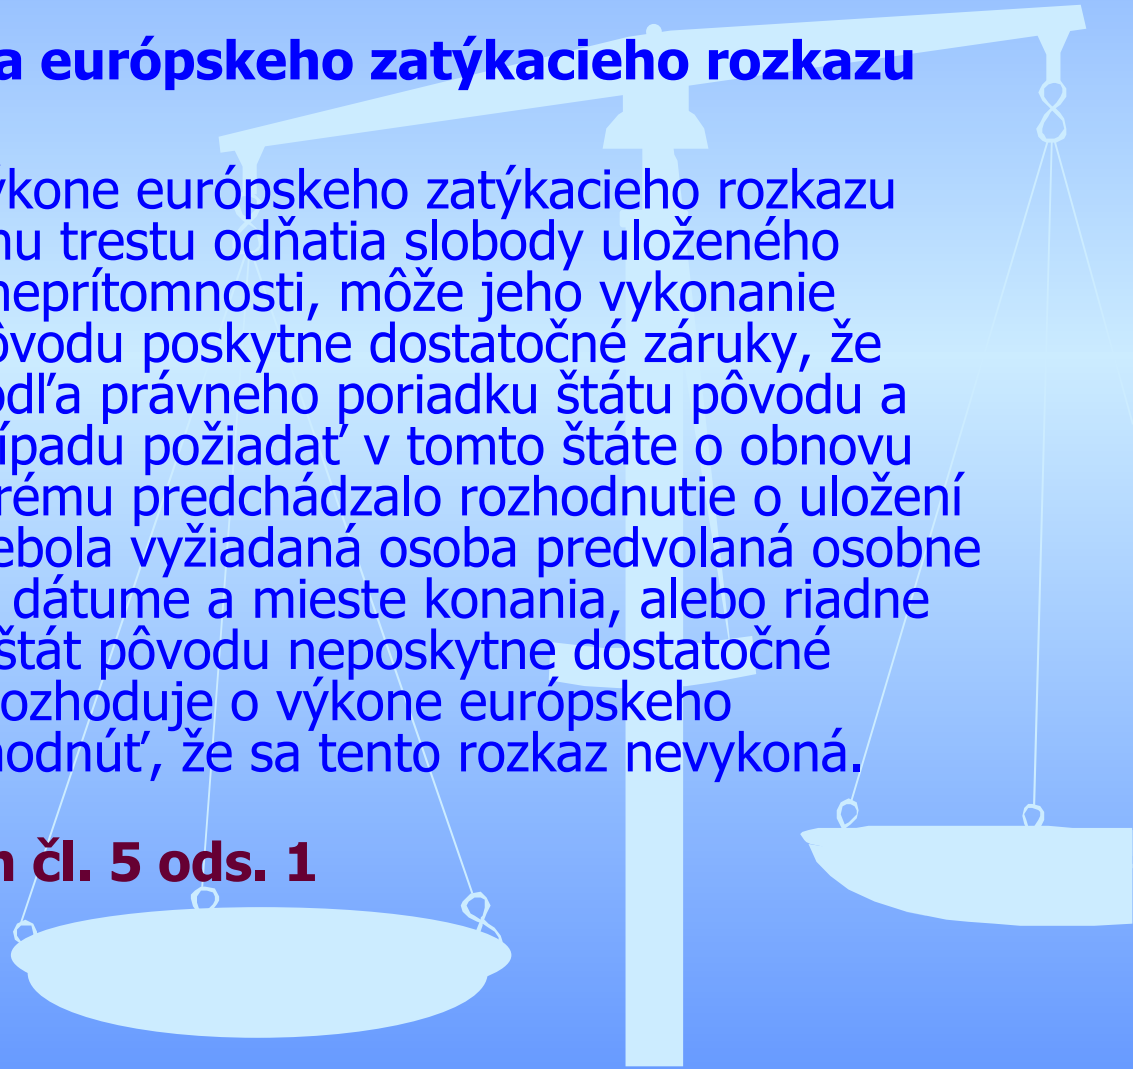 a európskeho zatýkacieho rozkazu
ýkone európskeho zatýkacieho rozkazu
nu trestu odňatia slobody uloženého
neprítomnosti, môže jeho vykonanie
ôvodu poskytne dostatočné záruky, že
odľa právneho poriadku štátu pôvodu a
ípadu požiadať v tomto štáte o obnovu
rému predchádzalo rozhodnutie o uložení
ebola vyžiadaná osoba predvolaná osobne
dátume a mieste konania, alebo riadne
štát pôvodu neposkytne dostatočné
ozhoduje o výkone európskeho
hodnúť, že sa tento rozkaz nevykoná.
čl. 5 ods. 1